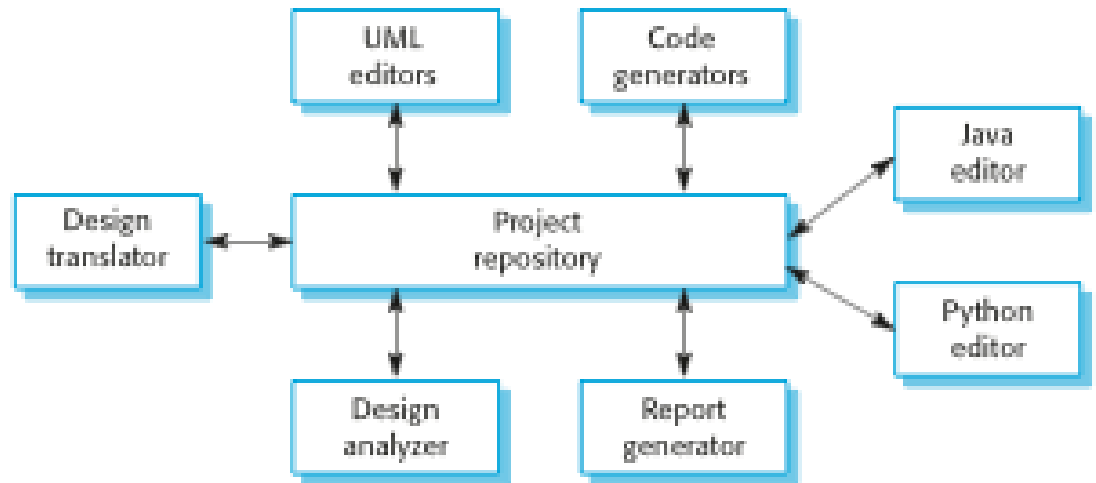 UML
editors
Code
generators
Java
editor
Design
translator
Project
repository
Python
editor
Design
analyzer
Report
generator